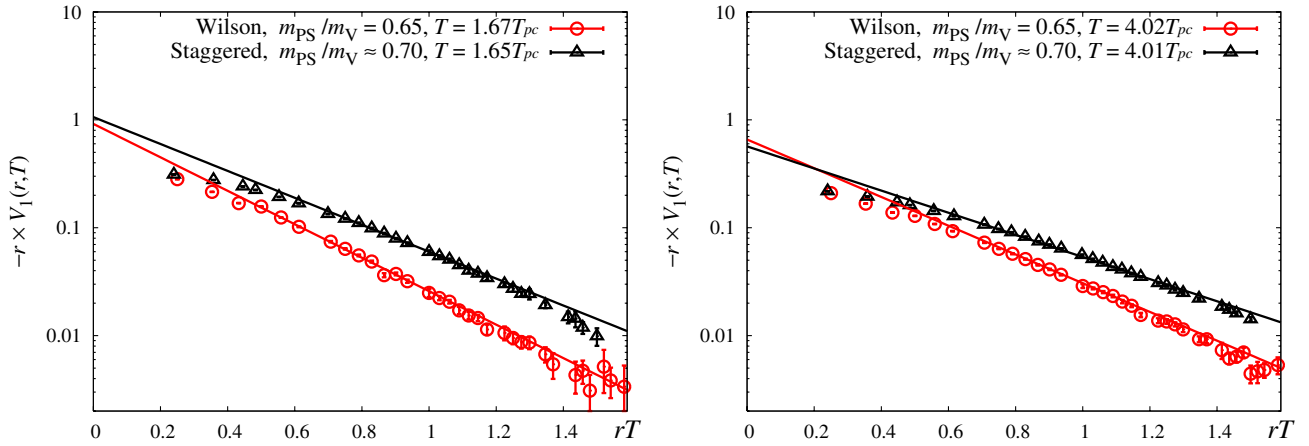 Wilson, m_PS/m_V = 0.65, T = 1.67T_pc
Staggered, m_PS/m_V ≈ 0.70, T = 1.65T_pc
10
1
0.1
0.01
−r × V_1(r,T)
0 0.2 0.4 0.6 0.8 1 1.2 1.4 rT
Wilson, m_PS/m_V = 0.65, T = 4.02T_pc
Staggered, m_PS/m_V ≈ 0.70, T = 4.01T_pc
10
1
0.1
0.01
−r × V_1(r,T)
0 0.2 0.4 0.6 0.8 1 1.2 1.4 rT